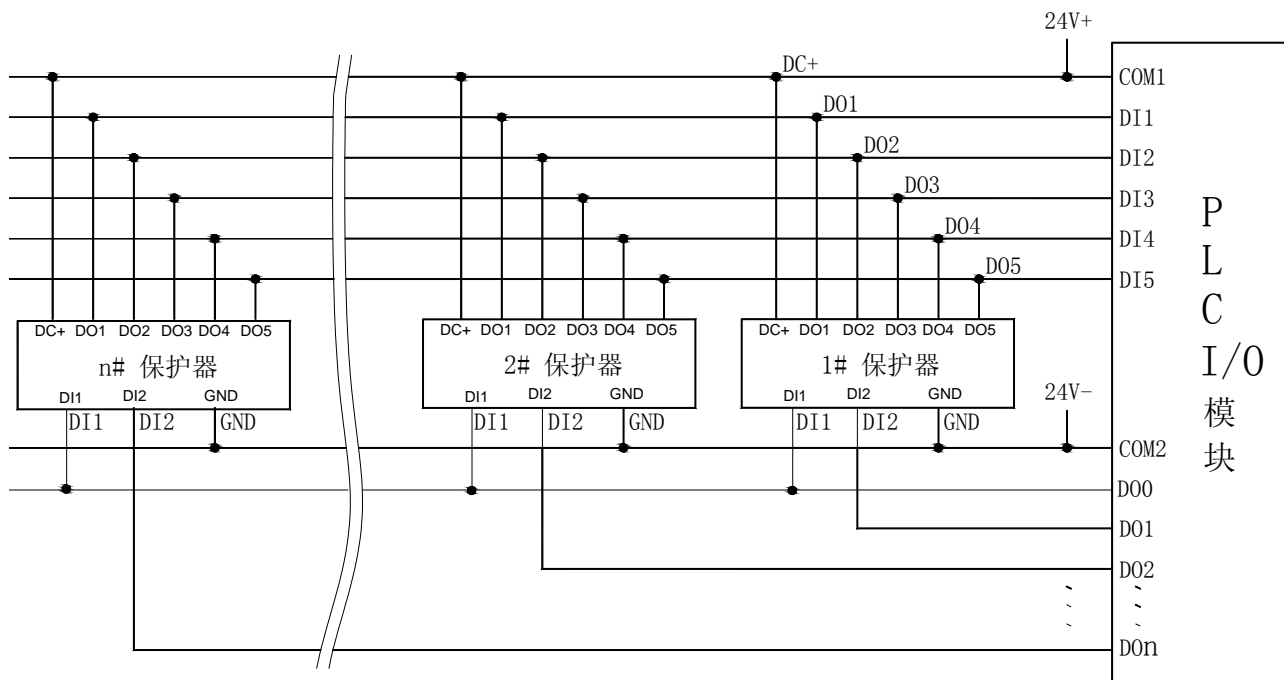 24V+
DC+
COM1
DO1
DI1
DO2
DI2
DO3
DI3
DO4
DI4
DO5
DI5
DC+ DO1 DO2 DO3 DO4 DO5
DC+ DO1 DO2 DO3 DO4 DO5
DC+ DO1 DO2 DO3 DO4 DO5
n# 保护器
2# 保护器
1# 保护器
DI1 DI2 GND
DI1 DI2 GND
DI1 DI2 GND
24V-
DI1 DI2 GND
DI1 DI2 GND
DI1 DI2 GND
COM2
DO0
DO1
DO2
DOn
P
L
C
I/O
模
块